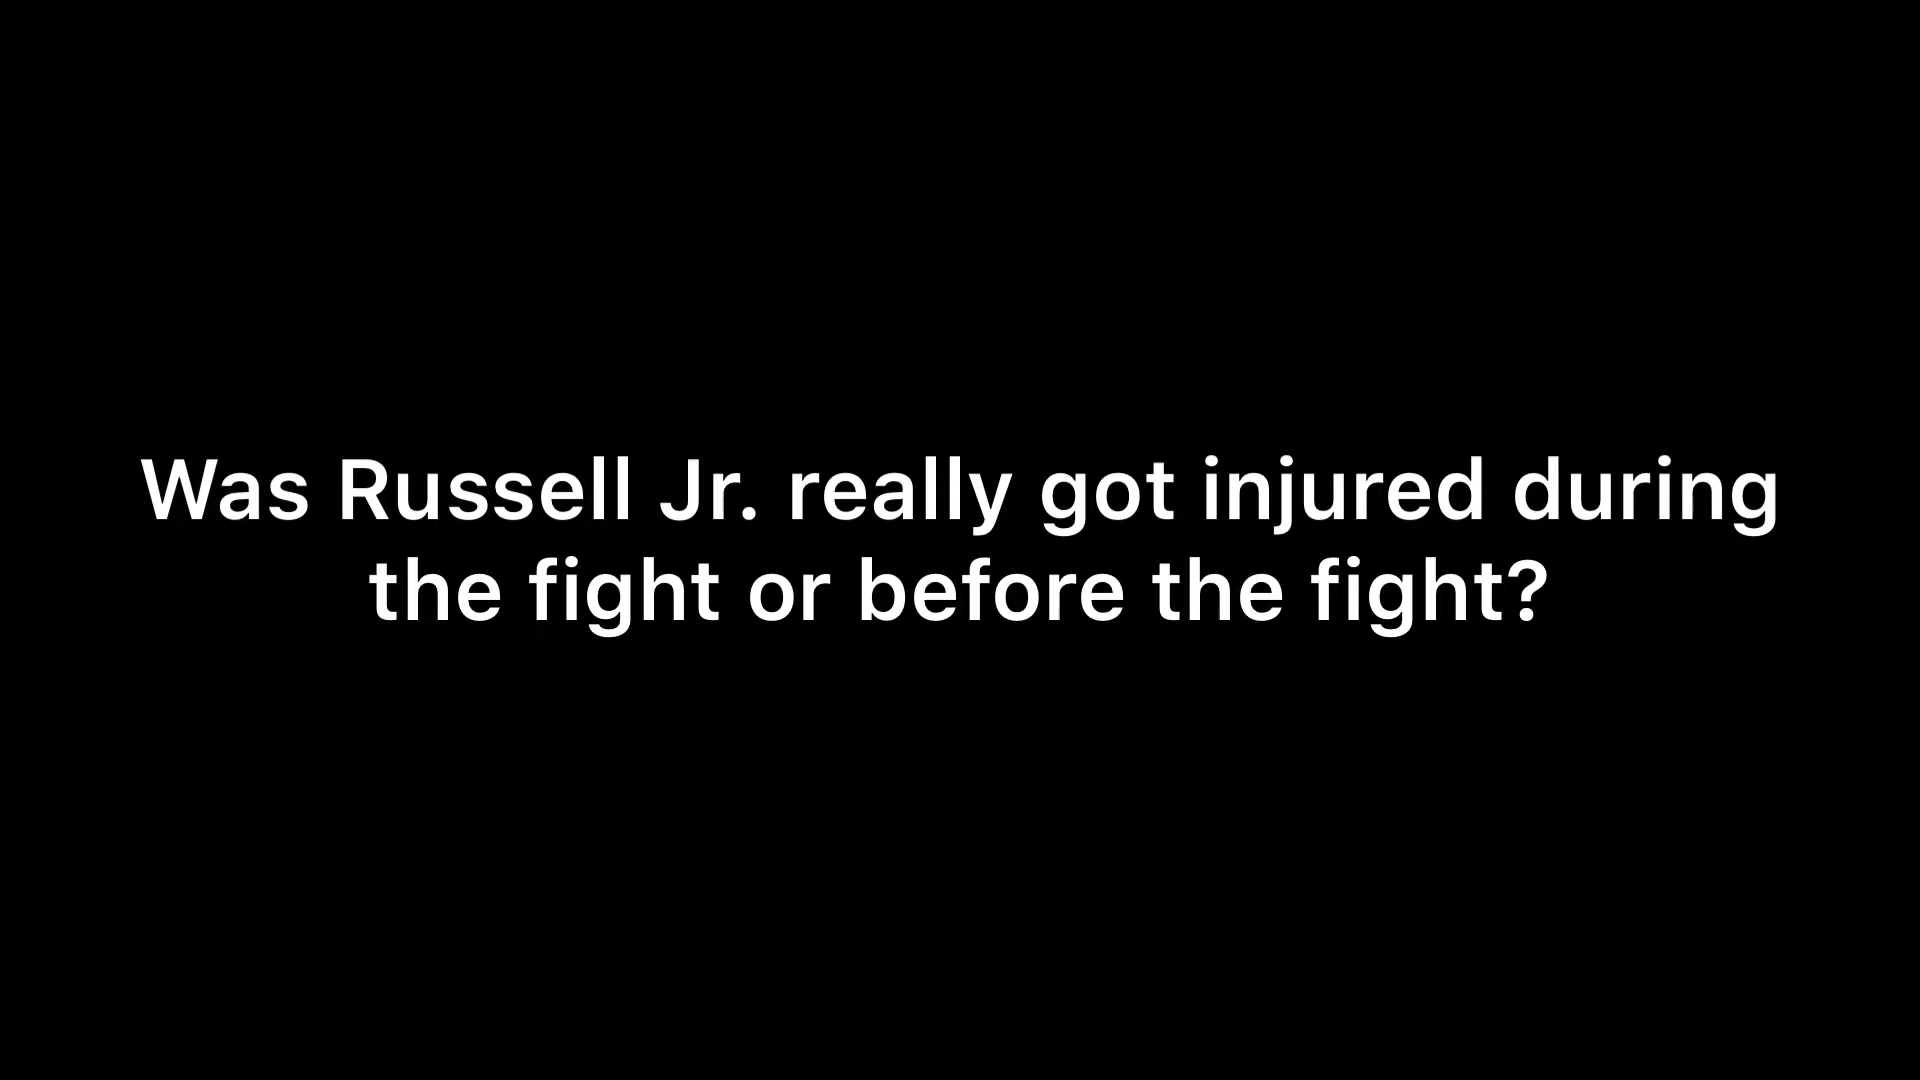 Was Russell Jr. really got injured during
the fight or before the fight?